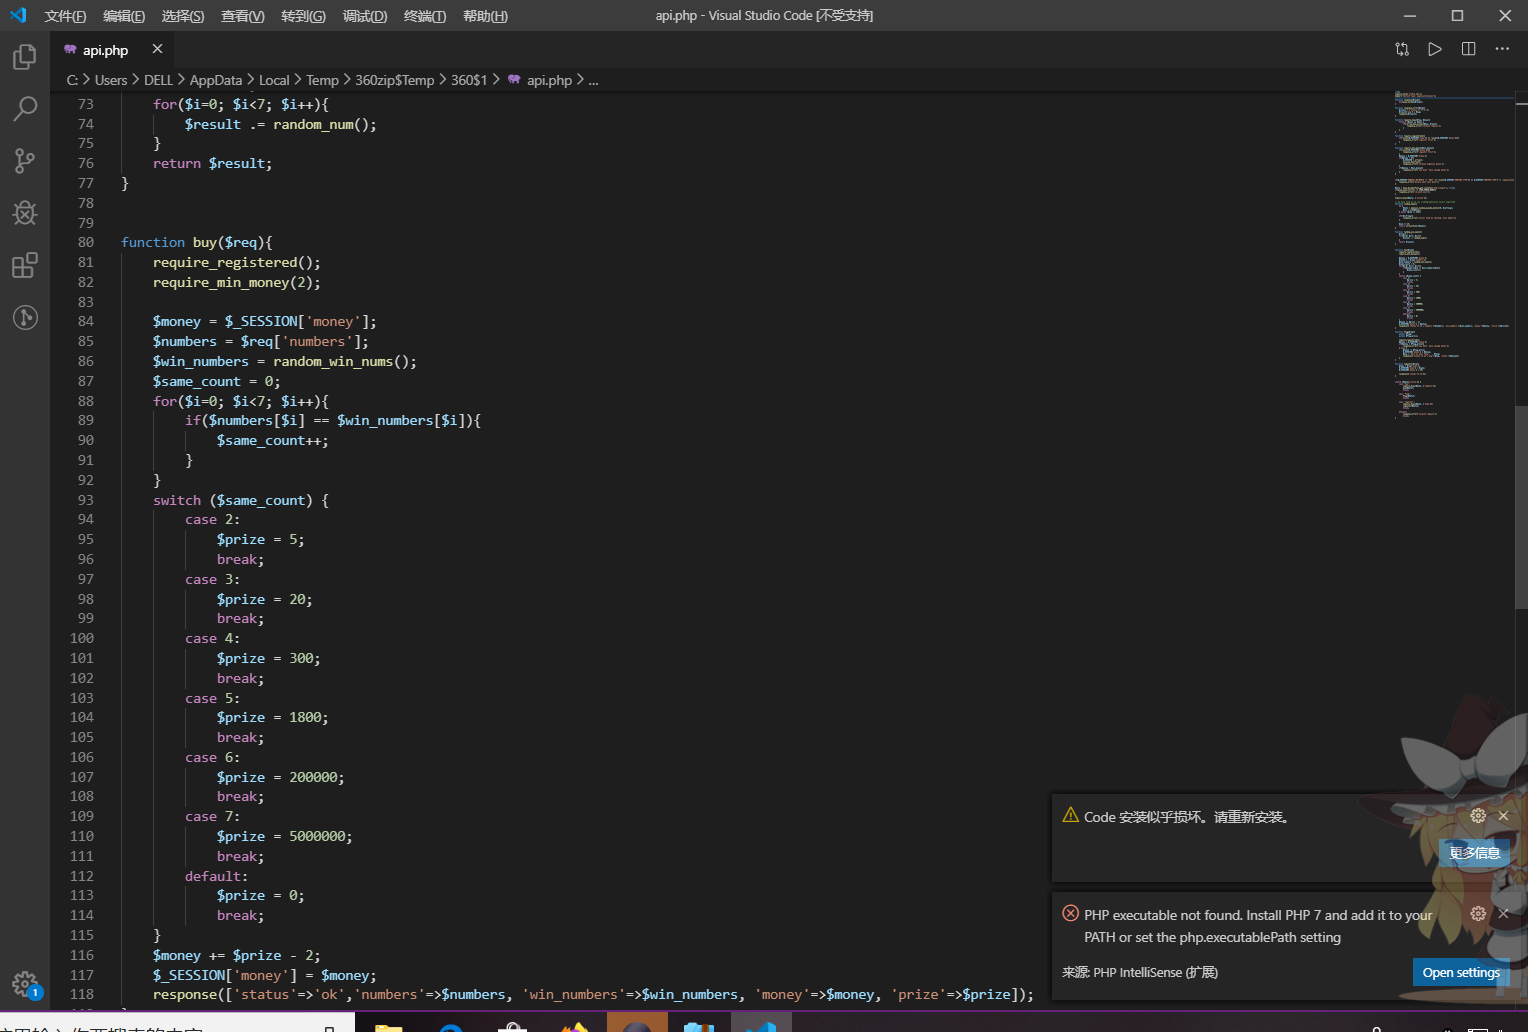 文件(F) 编辑(E) 选择(S) 查看(V) 转到(G) 调试(D) 终端(T) 帮助(H) api.php - Visual Studio Code [不受支持]
api.php
C: > Users > DELL > AppData > Local > Temp > 360zip$Temp > 360$1 > api.php > ...
73 for($i=0; $i<7; $i++){
74 $result .= random_num();
75 }
76 return $result;
77 }
78
79
80 function buy($req){
81 require_registered();
82 require_min_money(2);
83
84 $money = $_SESSION['money'];
85 $numbers = $req['numbers'];
86 $win_numbers = random_win_nums();
87 $same_count = 0;
88 for($i=0; $i<7; $i++){
89 if($numbers[$i] == $win_numbers[$i]){
90 $same_count++;
91 }
92 }
93 switch ($same_count) {
94 case 2:
95 $prize = 5;
96 break;
97 case 3:
98 $prize = 20;
99 break;
100 case 4:
101 $prize = 300;
102 break;
103 case 5:
104 $prize = 1800;
105 break;
106 case 6:
107 $prize = 200000;
108 break;
109 case 7:
110 $prize = 5000000;
111 break;
112 default:
113 $prize = 0;
114 break;
115 }
116 $money += $prize - 2;
117 $_SESSION['money'] = $money;
118 response(['status'=>'ok','numbers'=>$numbers, 'win_numbers'=>$win_numbers, 'money'=>$money, 'prize'=>$prize]);
Code 安装似乎损坏。请重新安装。
更多信息
PHP executable not found. Install PHP 7 and add it to your
PATH or set the php.executablePath setting
来源: PHP IntelliSense (扩展)
Open settings
1